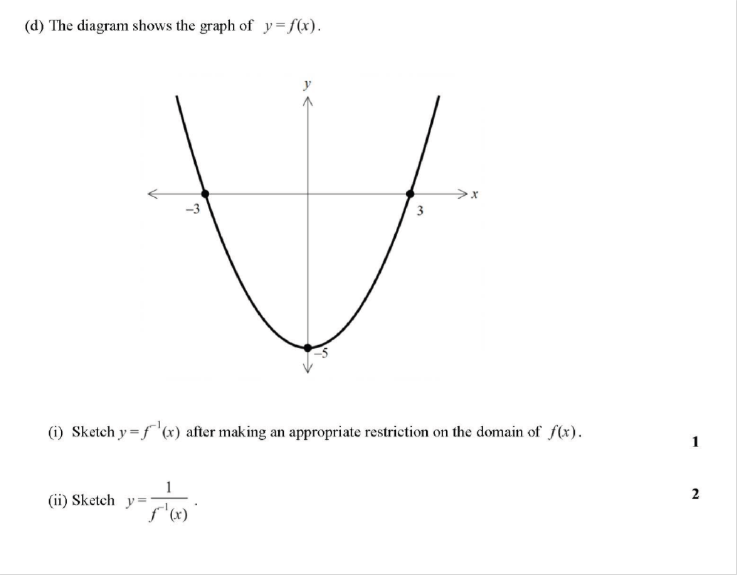 (d) The diagram shows the graph of y = f(x).
y
x
−3
3
−5
(i) Sketch y = f⁻¹(x) after making an appropriate restriction on the domain of f(x).
1
(ii) Sketch y = 1/f⁻¹(x) .
2